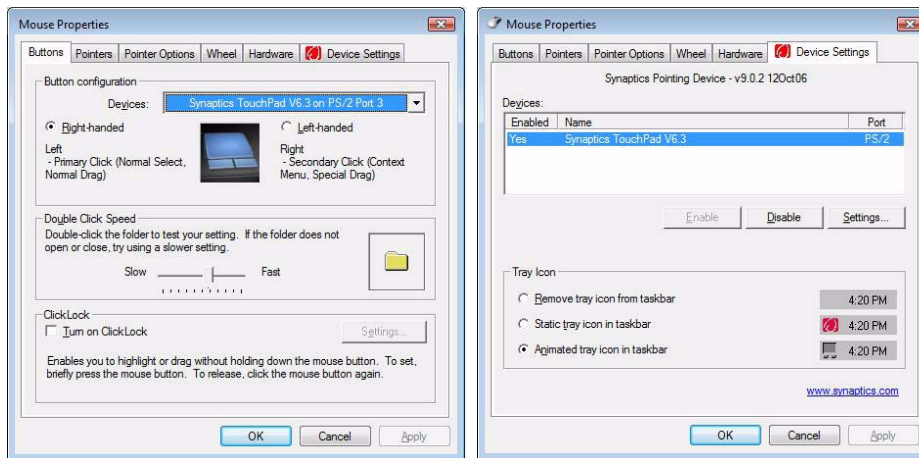 Mouse Properties
Buttons Pointers Pointer Options Wheel Hardware Device Settings
Button configuration
Devices: Synaptics TouchPad V6.3 on PS/2 Port 3
Right-handed Left-handed
Left
- Primary Click (Normal Select,
Normal Drag)
Right
- Secondary Click (Context
Menu, Special Drag)
Double Click Speed
Double-click the folder to test your setting. If the folder does not
open or close, try using a slower setting.
Slow Fast
ClickLock
Turn on ClickLock Settings...
Enables you to highlight or drag without holding down the mouse button. To set,
briefly press the mouse button. To release, click the mouse button again.
OK Cancel Apply
Mouse Properties
Buttons Pointers Pointer Options Wheel Hardware Device Settings
Synaptics Pointing Device - v9.0.2 12Oct06
Devices:
Enabled Name Port
Yes Synaptics TouchPad V6.3 PS/2
Enable Disable Settings...
Tray Icon
Remove tray icon from taskbar 4:20 PM
Static tray icon in taskbar 4:20 PM
Animated tray icon in taskbar 4:20 PM
www.synaptics.com
OK Cancel Apply